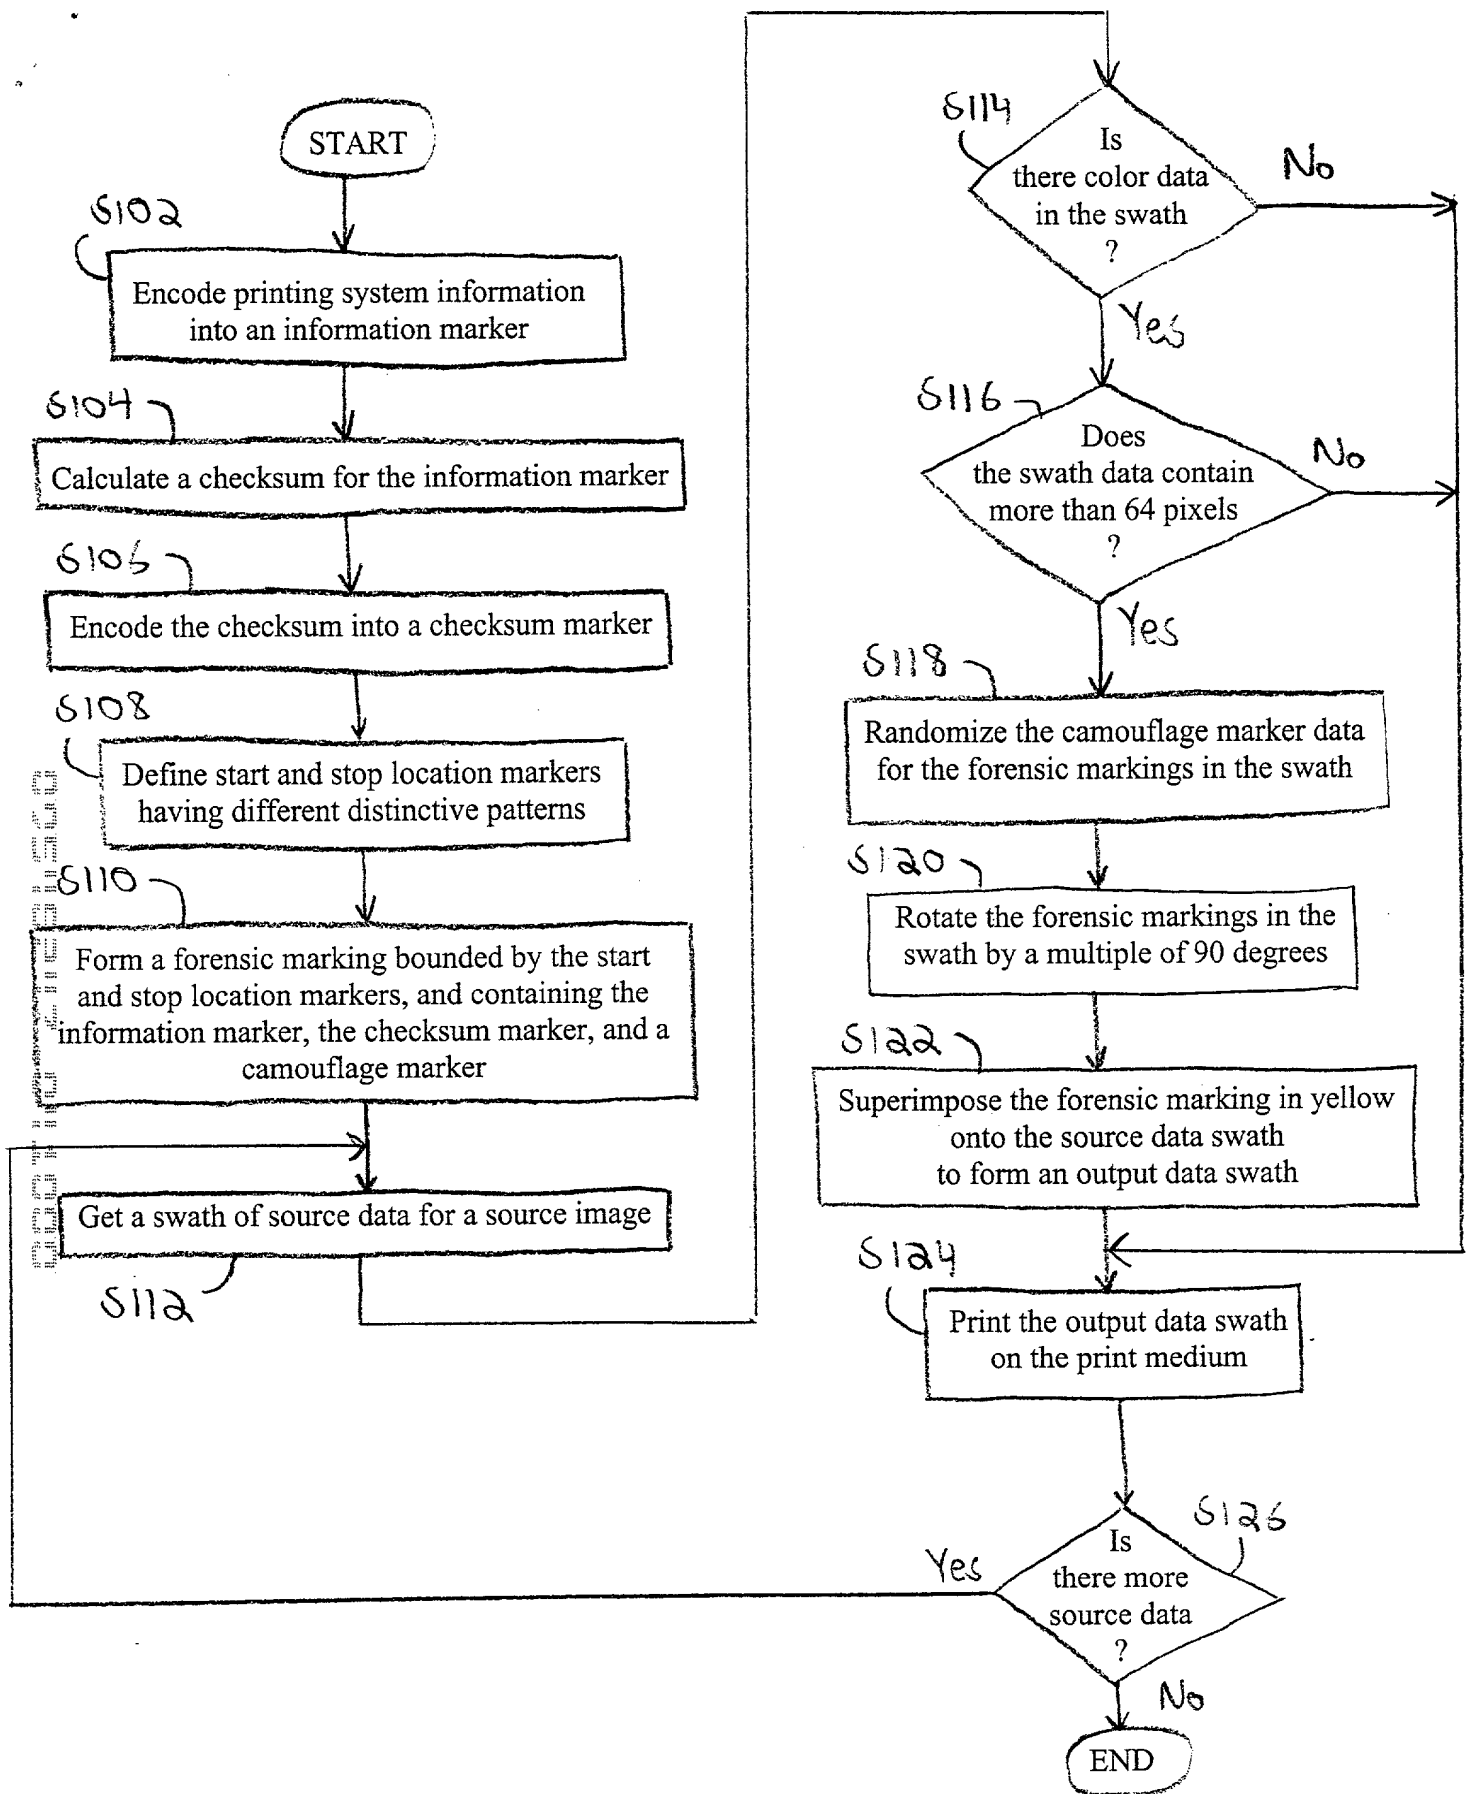 START
S102
Encode printing system information
into an information marker
S104
Calculate a checksum for the information marker
S106
Encode the checksum into a checksum marker
S108
Define start and stop location markers
having different distinctive patterns
S110
Form a forensic marking bounded by the start
and stop location markers, and containing the
information marker, the checksum marker, and a
camouflage marker
Get a swath of source data for a source image
S112
S114
Is
there color data
in the swath
?
No
Yes
S116
Does
the swath data contain
more than 64 pixels
?
No
Yes
S118
Randomize the camouflage marker data
for the forensic markings in the swath
S120
Rotate the forensic markings in the
swath by a multiple of 90 degrees
S122
Superimpose the forensic marking in yellow
onto the source data swath
to form an output data swath
S124
Print the output data swath
on the print medium
S126
Is
there more
source data
?
Yes
No
END